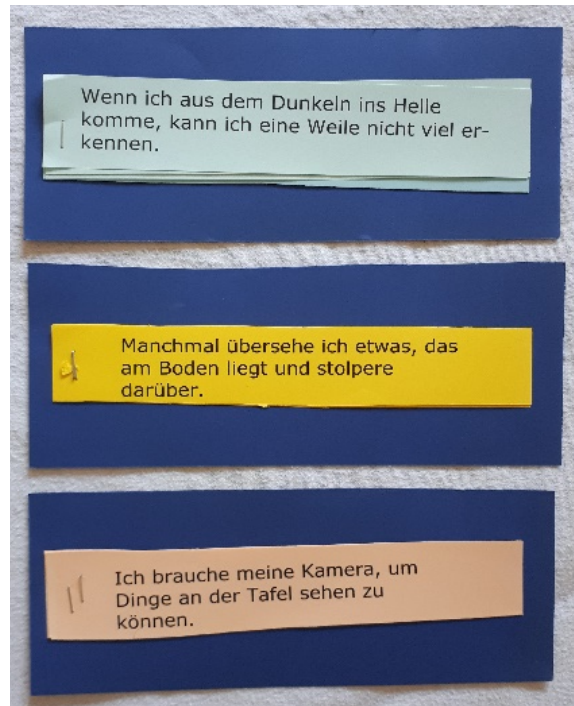 Wenn ich aus dem Dunkeln ins Helle
komme, kann ich eine Weile nicht viel er-
kennen.
Manchmal übersehe ich etwas, das
am Boden liegt und stolpere
darüber.
Ich brauche meine Kamera, um
Dinge an der Tafel sehen zu
können.